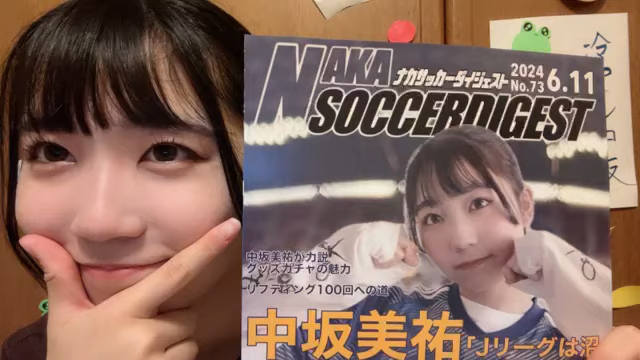 NAKA
ナカサッカーダイジェスト
2024
No.73
6.11
SOCCERDIGEST
中坂美祐が力説
グッズガチャの魅力
リフティング100回への道
中坂美祐「Jリーグは沼